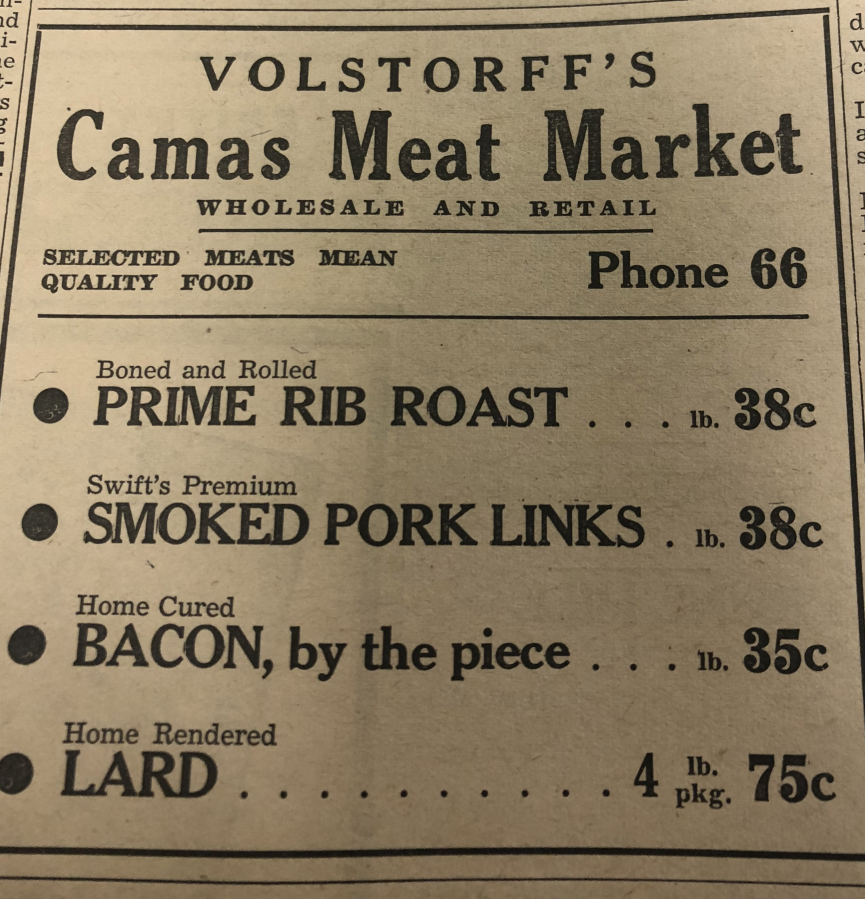 VOLSTORFF'S
Camas Meat Market
WHOLESALE AND RETAIL
SELECTED MEATS MEAN
QUALITY FOOD
Phone 66
Boned and Rolled
● PRIME RIB ROAST . . . lb. 38c
Swift's Premium
● SMOKED PORK LINKS . lb. 38c
Home Cured
● BACON, by the piece . . . lb. 35c
Home Rendered
● LARD . . . . . . . . . . 4 lb. pkg. 75c